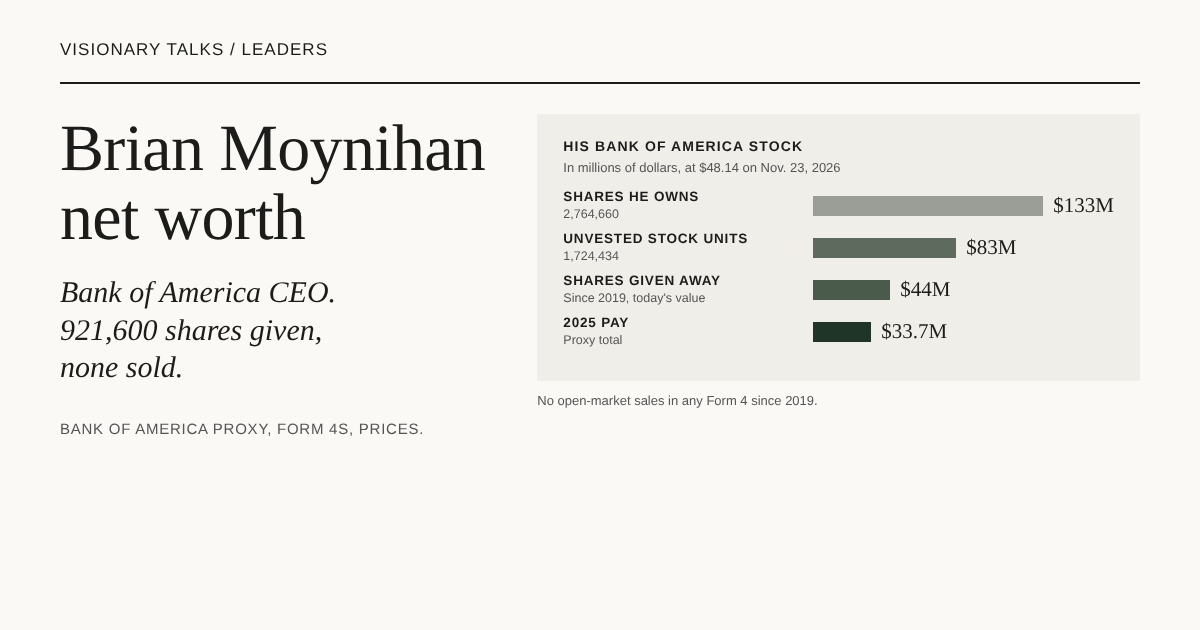 VISIONARY TALKS / LEADERS
Brian Moynihan
net worth
Bank of America CEO.
921,600 shares given,
none sold.
BANK OF AMERICA PROXY, FORM 4S, PRICES.
HIS BANK OF AMERICA STOCK
In millions of dollars, at $48.14 on Nov. 23, 2026
SHARES HE OWNS
2,764,660
$133M
UNVESTED STOCK UNITS
1,724,434
$83M
SHARES GIVEN AWAY
Since 2019, today's value
$44M
2025 PAY
Proxy total
$33.7M
No open-market sales in any Form 4 since 2019.